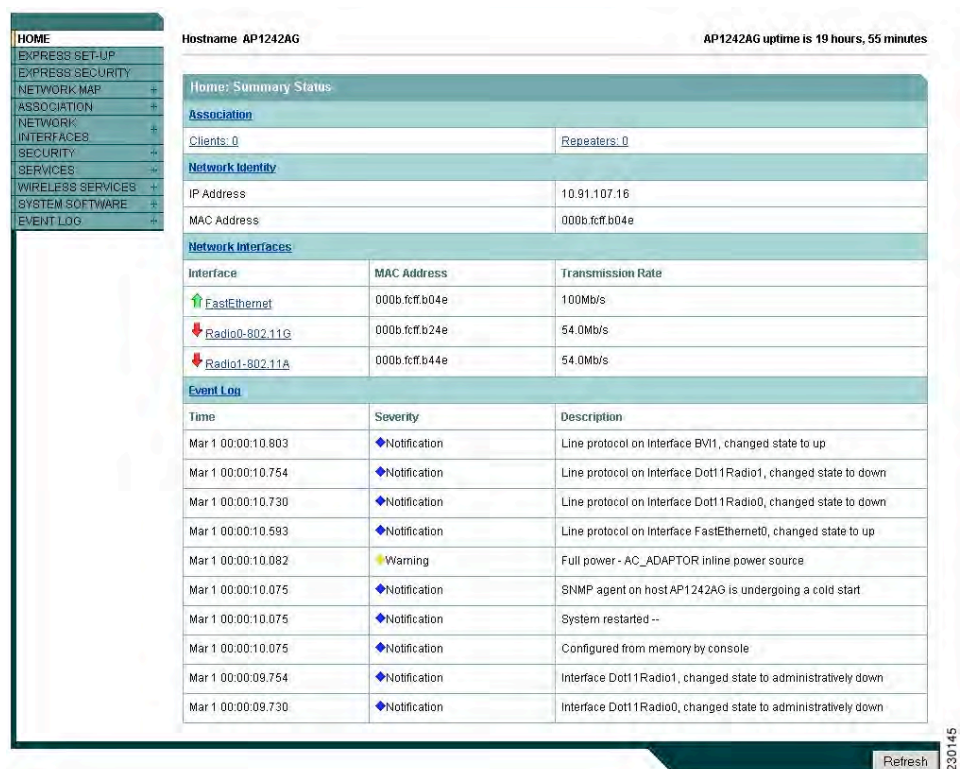 HOME
EXPRESS SET-UP
EXPRESS SECURITY
NETWORK MAP +
ASSOCIATION +
NETWORK
INTERFACES +
SECURITY +
SERVICES +
WIRELESS SERVICES +
SYSTEM SOFTWARE +
EVENT LOG +
Hostname AP1242AG AP1242AG uptime is 19 hours, 55 minutes
Home: Summary Status
Association
Clients: 0 Repeaters: 0
Network Identity
IP Address 10.91.107.16
MAC Address 000b.fcff.b04e
Network Interfaces
Interface MAC Address Transmission Rate
FastEthernet 000b.fcff.b04e 100Mb/s
Radio0-802.11G 000b.fcff.b24e 54.0Mb/s
Radio1-802.11A 000b.fcff.b44e 54.0Mb/s
Event Log
Time Severity Description
Mar 1 00:00:10.803 Notification Line protocol on Interface BVI1, changed state to up
Mar 1 00:00:10.754 Notification Line protocol on Interface Dot11Radio1, changed state to down
Mar 1 00:00:10.730 Notification Line protocol on Interface Dot11Radio0, changed state to down
Mar 1 00:00:10.593 Notification Line protocol on Interface FastEthernet0, changed state to up
Mar 1 00:00:10.082 Warning Full power - AC_ADAPTOR inline power source
Mar 1 00:00:10.075 Notification SNMP agent on host AP1242AG is undergoing a cold start
Mar 1 00:00:10.075 Notification System restarted --
Mar 1 00:00:10.075 Notification Configured from memory by console
Mar 1 00:00:09.754 Notification Interface Dot11Radio1, changed state to administratively down
Mar 1 00:00:09.730 Notification Interface Dot11Radio0, changed state to administratively down
Refresh
230145